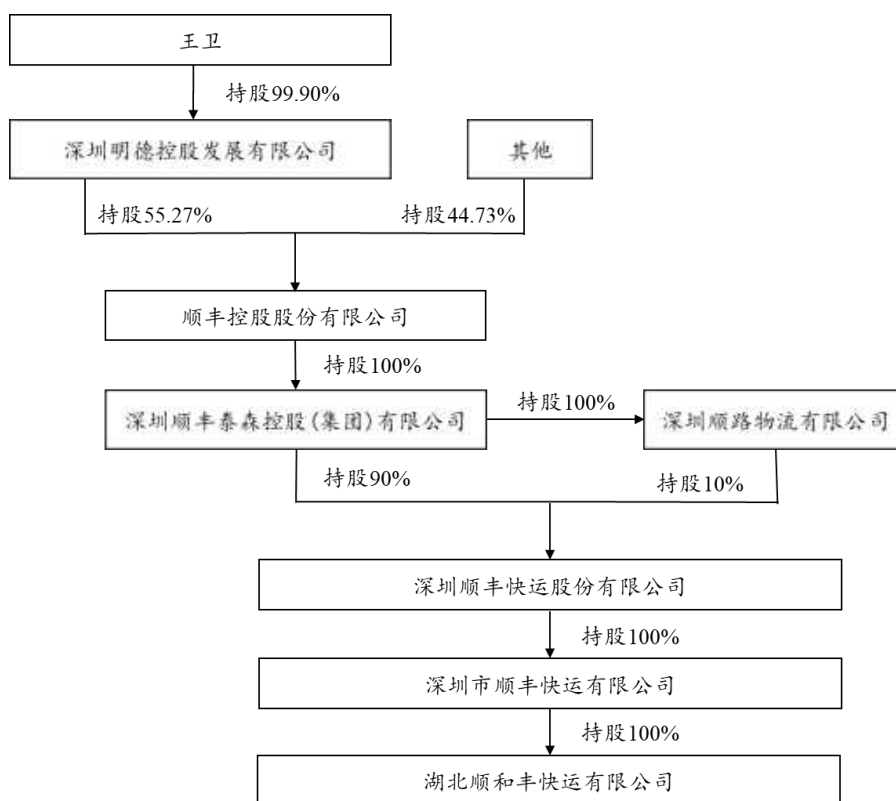 王卫
持股99.90%
深圳明德控股发展有限公司
其他
持股55.27%
持股44.73%
顺丰控股股份有限公司
持股100%
深圳顺丰泰森控股(集团)有限公司
持股100%
深圳顺路物流有限公司
持股90%
持股10%
深圳顺丰快运股份有限公司
持股100%
深圳市顺丰快运有限公司
持股100%
湖北顺和丰快运有限公司